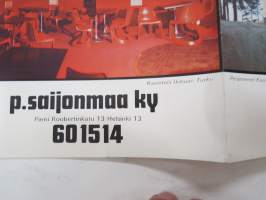 p.saijonmaa ky
Pieni Roobertinkatu 13 Helsinki 13
601514